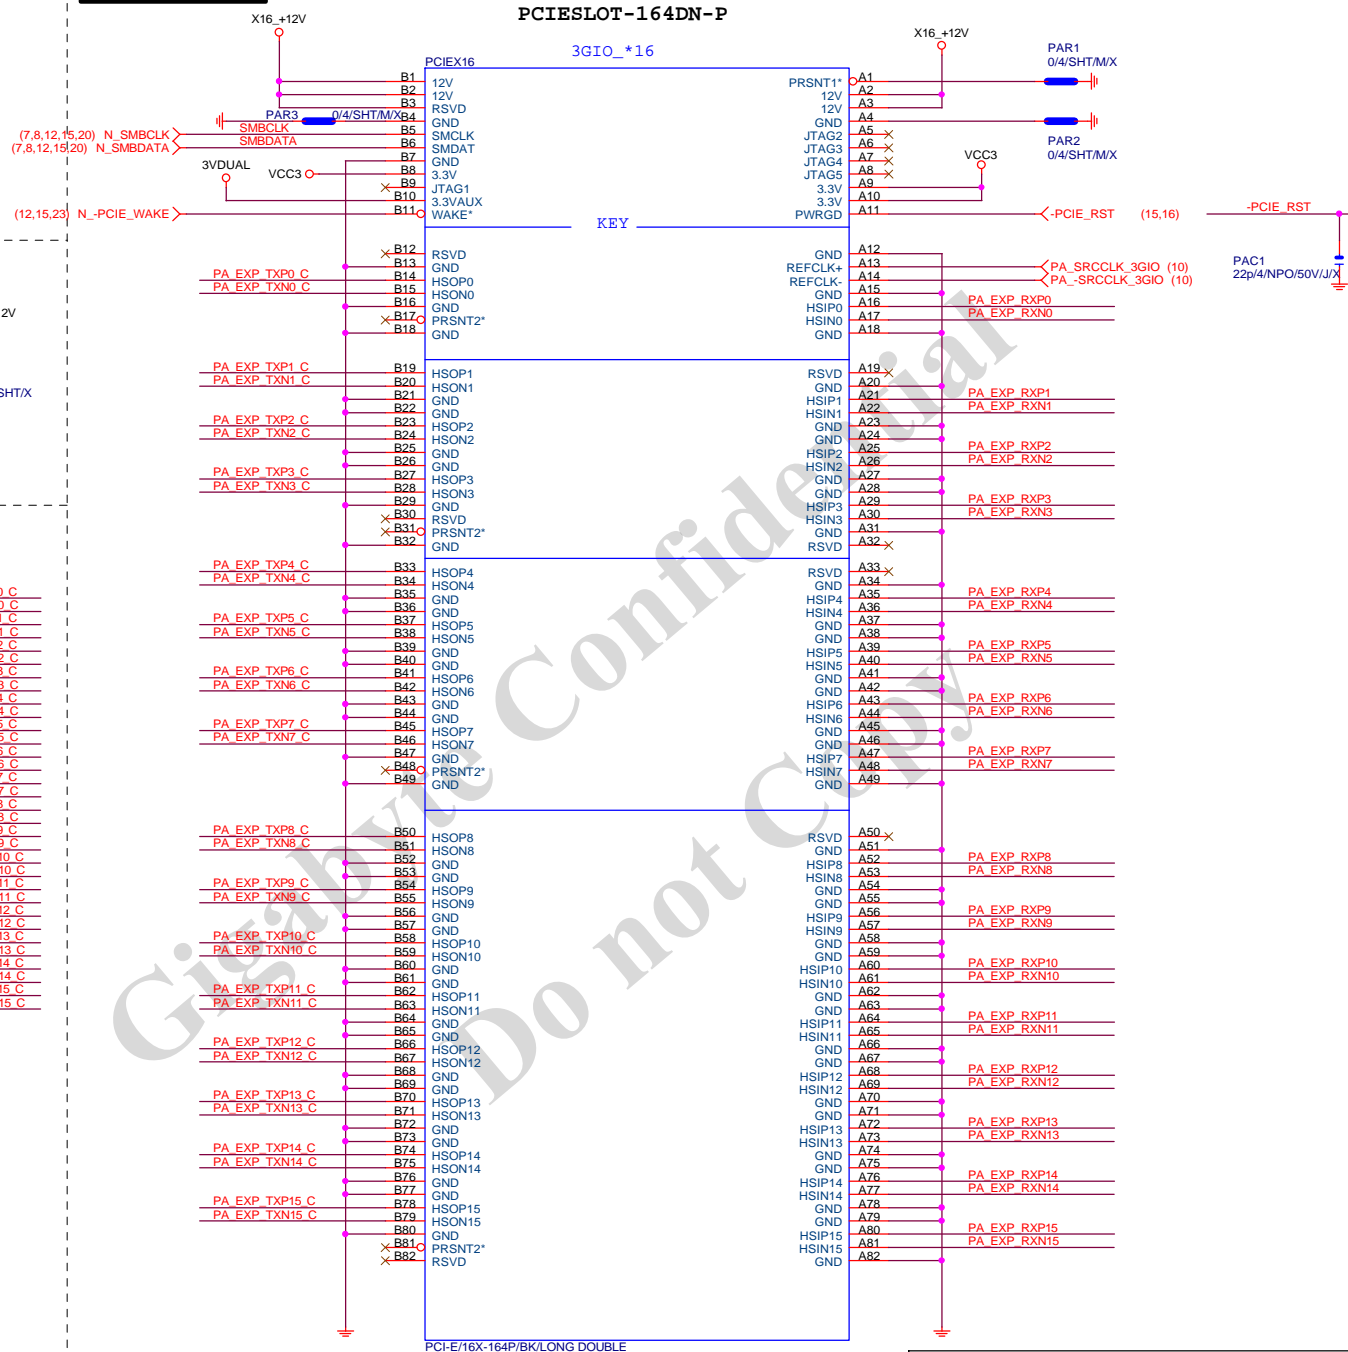 PCIESLOT-164DN-P
3GIO_*16
X16_+12V
PCIEX16
X16_+12V
PAR1
0/4/SHT/M/X
B1 12V PRSNT1* A1
B2 12V 12V A2
B3 RSVD 12V A3
PAR3 0/4/SHT/M/X
B4 GND GND A4
(7,8,12,15,20) N_SMBCLK SMBCLK B5 SMCLK JTAG2 A5
(7,8,12,15,20) N_SMBDATA SMBDATA B6 SMDAT JTAG3 A6
PAR2
0/4/SHT/M/X
B7 GND JTAG4 A7
3VDUAL VCC3 B8 3.3V JTAG5 A8 VCC3
B9 JTAG1 3.3V A9
B10 3.3VAUX 3.3V A10
(12,15,23) N_-PCIE_WAKE B11 WAKE* PWRGD A11 -PCIE_RST (15,16) -PCIE_RST
KEY
B12 RSVD GND A12
B13 GND REFCLK+ A13 PA_SRCCLK_3GIO (10)
PA_EXP_TXP0_C B14 HSOP0 REFCLK- A14 PA_-SRCCLK_3GIO (10)
PAC1
22p/4/NPO/50V/J/X
PA_EXP_TXN0_C B15 HSON0 GND A15
B16 GND HSIP0 A16 PA_EXP_RXP0
2V
B17 PRSNT2* HSIN0 A17 PA_EXP_RXN0
B18 GND GND A18
PA_EXP_TXP1_C B19 HSOP1 RSVD A19
PA_EXP_TXN1_C B20 HSON1 GND A20
SHT/X
B21 GND HSIP1 A21 PA_EXP_RXP1
B22 GND HSIN1 A22 PA_EXP_RXN1
PA_EXP_TXP2_C B23 HSOP2 GND A23
PA_EXP_TXN2_C B24 HSON2 GND A24
B25 GND HSIP2 A25 PA_EXP_RXP2
B26 GND HSIN2 A26 PA_EXP_RXN2
PA_EXP_TXP3_C B27 HSOP3 GND A27
PA_EXP_TXN3_C B28 HSON3 GND A28
B29 GND HSIP3 A29 PA_EXP_RXP3
B30 RSVD HSIN3 A30 PA_EXP_RXN3
B31 PRSNT2* GND A31
B32 GND RSVD A32
PA_EXP_TXP4_C B33 HSOP4 RSVD A33
PA_EXP_TXN4_C B34 HSON4 GND A34
B35 GND HSIP4 A35 PA_EXP_RXP4
B36 GND HSIN4 A36 PA_EXP_RXN4
PA_EXP_TXP5_C B37 HSOP5 GND A37
PA_EXP_TXN5_C B38 HSON5 GND A38
B39 GND HSIP5 A39 PA_EXP_RXP5
B40 GND HSIN5 A40 PA_EXP_RXN5
PA_EXP_TXP6_C B41 HSOP6 GND A41
PA_EXP_TXN6_C B42 HSON6 GND A42
B43 GND HSIP6 A43 PA_EXP_RXP6
B44 GND HSIN6 A44 PA_EXP_RXN6
PA_EXP_TXP7_C B45 HSOP7 GND A45
PA_EXP_TXN7_C B46 HSON7 GND A46
B47 GND HSIP7 A47 PA_EXP_RXP7
B48 PRSNT2* HSIN7 A48 PA_EXP_RXN7
B49 GND GND A49
PA_EXP_TXP8_C B50 HSOP8 RSVD A50
PA_EXP_TXN8_C B51 HSON8 GND A51
B52 GND HSIP8 A52 PA_EXP_RXP8
B53 GND HSIN8 A53 PA_EXP_RXN8
PA_EXP_TXP9_C B54 HSOP9 GND A54
PA_EXP_TXN9_C B55 HSON9 GND A55
B56 GND HSIP9 A56 PA_EXP_RXP9
B57 GND HSIN9 A57 PA_EXP_RXN9
PA_EXP_TXP10_C B58 HSOP10 GND A58
PA_EXP_TXN10_C B59 HSON10 GND A59
B60 GND HSIP10 A60 PA_EXP_RXP10
B61 GND HSIN10 A61 PA_EXP_RXN10
PA_EXP_TXP11_C B62 HSOP11 GND A62
PA_EXP_TXN11_C B63 HSON11 GND A63
B64 GND HSIP11 A64 PA_EXP_RXP11
B65 GND HSIN11 A65 PA_EXP_RXN11
PA_EXP_TXP12_C B66 HSOP12 GND A66
PA_EXP_TXN12_C B67 HSON12 GND A67
B68 GND HSIP12 A68 PA_EXP_RXP12
B69 GND HSIN12 A69 PA_EXP_RXN12
PA_EXP_TXP13_C B70 HSOP13 GND A70
PA_EXP_TXN13_C B71 HSON13 GND A71
B72 GND HSIP13 A72 PA_EXP_RXP13
B73 GND HSIN13 A73 PA_EXP_RXN13
PA_EXP_TXP14_C B74 HSOP14 GND A74
PA_EXP_TXN14_C B75 HSON14 GND A75
B76 GND HSIP14 A76 PA_EXP_RXP14
B77 GND HSIN14 A77 PA_EXP_RXN14
PA_EXP_TXP15_C B78 HSOP15 GND A78
PA_EXP_TXN15_C B79 HSON15 GND A79
B80 GND HSIP15 A80 PA_EXP_RXP15
B81 PRSNT2* HSIN15 A81 PA_EXP_RXN15
B82 RSVD GND A82
PCI-E/16X-164P/BK/LONG DOUBLE
Gigabyte Confidential
Do not Copy